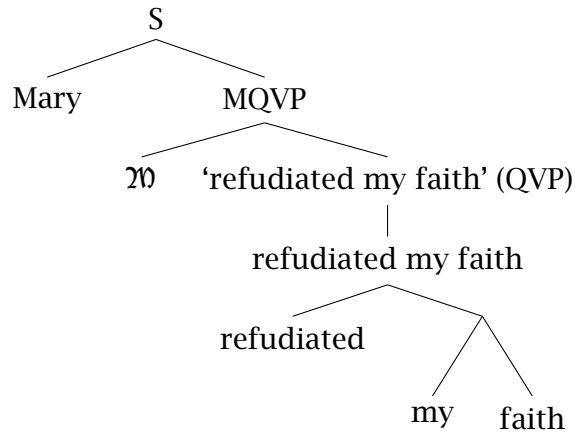 S
Mary MQVP
𝔐 ‘refudiated my faith’ (QVP)
refudiated my faith
refudiated
my faith